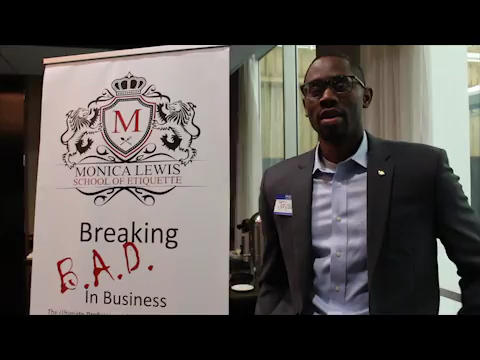 M
MONICA LEWIS
SCHOOL OF ETIQUETTE
Breaking
B.A.D.
In Business